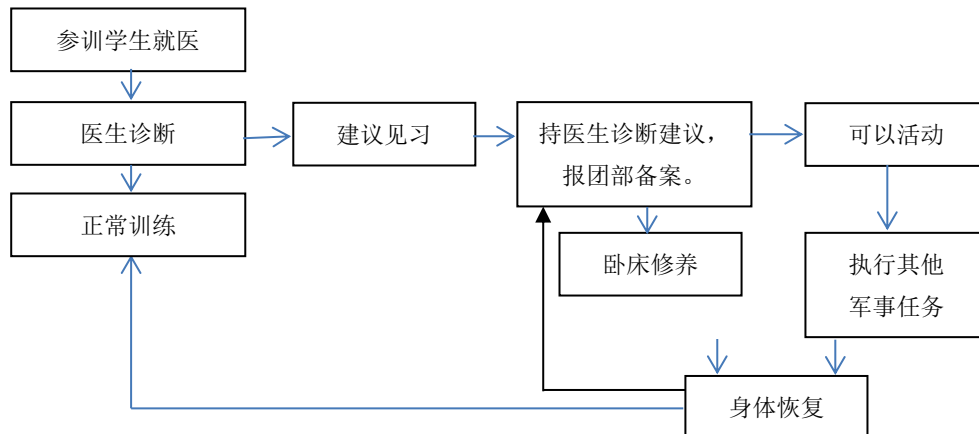 参训学生就医
医生诊断
建议见习
持医生诊断建议，
报团部备案。
可以活动
正常训练
卧床修养
执行其他
军事任务
身体恢复